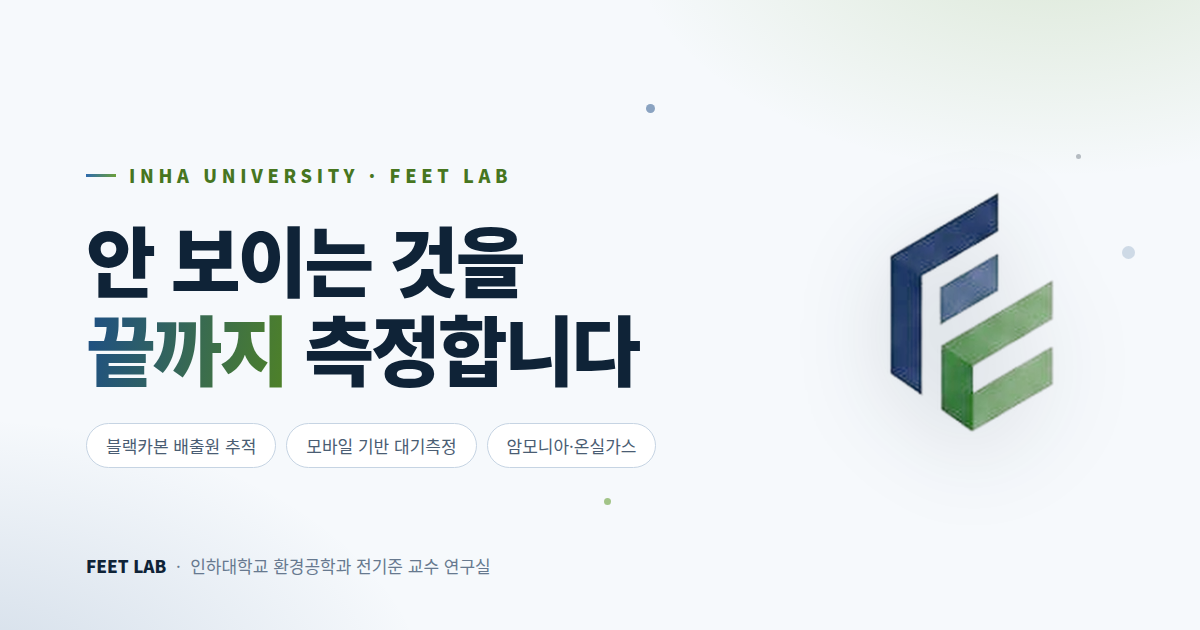 INHA UNIVERSITY · FEET LAB
안 보이는 것을
끝까지 측정합니다
블랙카본 배출원 추적
모바일 기반 대기측정
암모니아·온실가스
FEET LAB · 인하대학교 환경공학과 전기준 교수 연구실